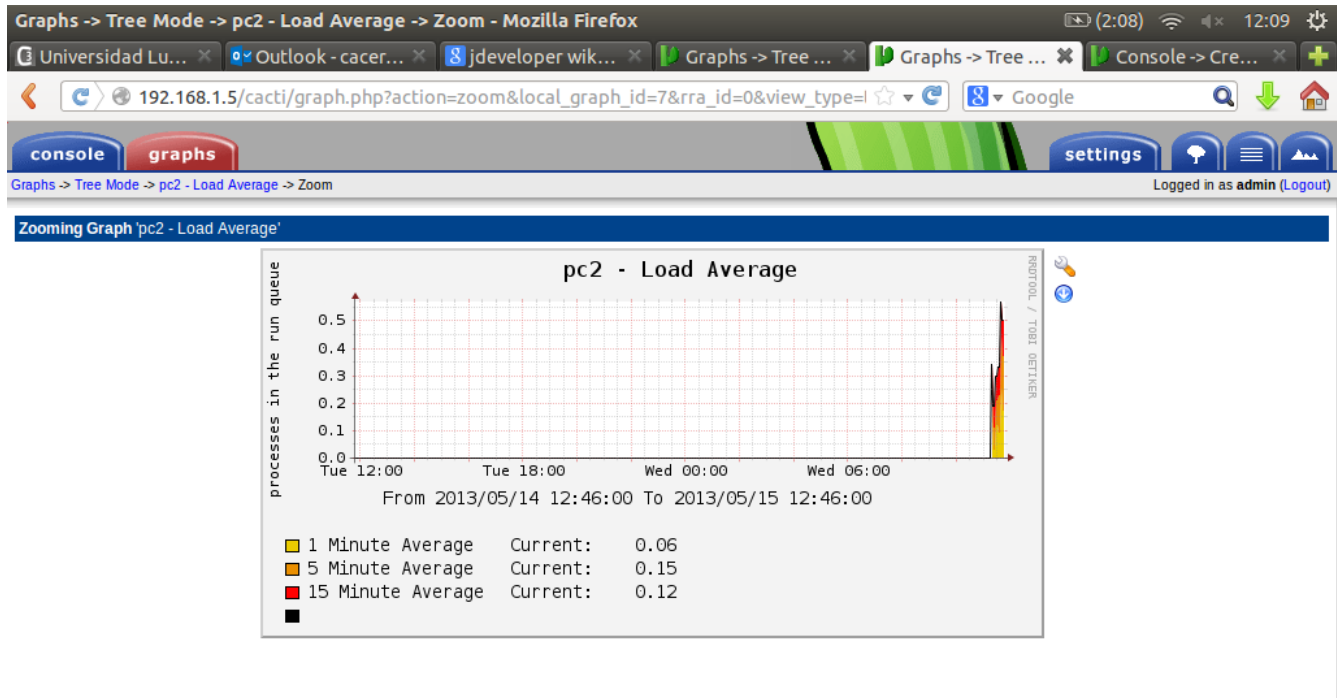 Graphs -> Tree Mode -> pc2 - Load Average -> Zoom - Mozilla Firefox (2:08) 12:09
Universidad Lu... Outlook - cacer... jdeveloper wik... Graphs -> Tree ... Graphs -> Tree ... Console -> Cre...
192.168.1.5/cacti/graph.php?action=zoom&local_graph_id=7&rra_id=0&view_type= Google
console graphs settings
Graphs -> Tree Mode -> pc2 - Load Average -> Zoom Logged in as admin (Logout)
Zooming Graph 'pc2 - Load Average'
pc2 - Load Average
processes in the run queue
RRDTOOL / TOBI OETIKER
0.5
0.4
0.3
0.2
0.1
0.0
Tue 12:00 Tue 18:00 Wed 00:00 Wed 06:00
From 2013/05/14 12:46:00 To 2013/05/15 12:46:00
1 Minute Average Current: 0.06
5 Minute Average Current: 0.15
15 Minute Average Current: 0.12